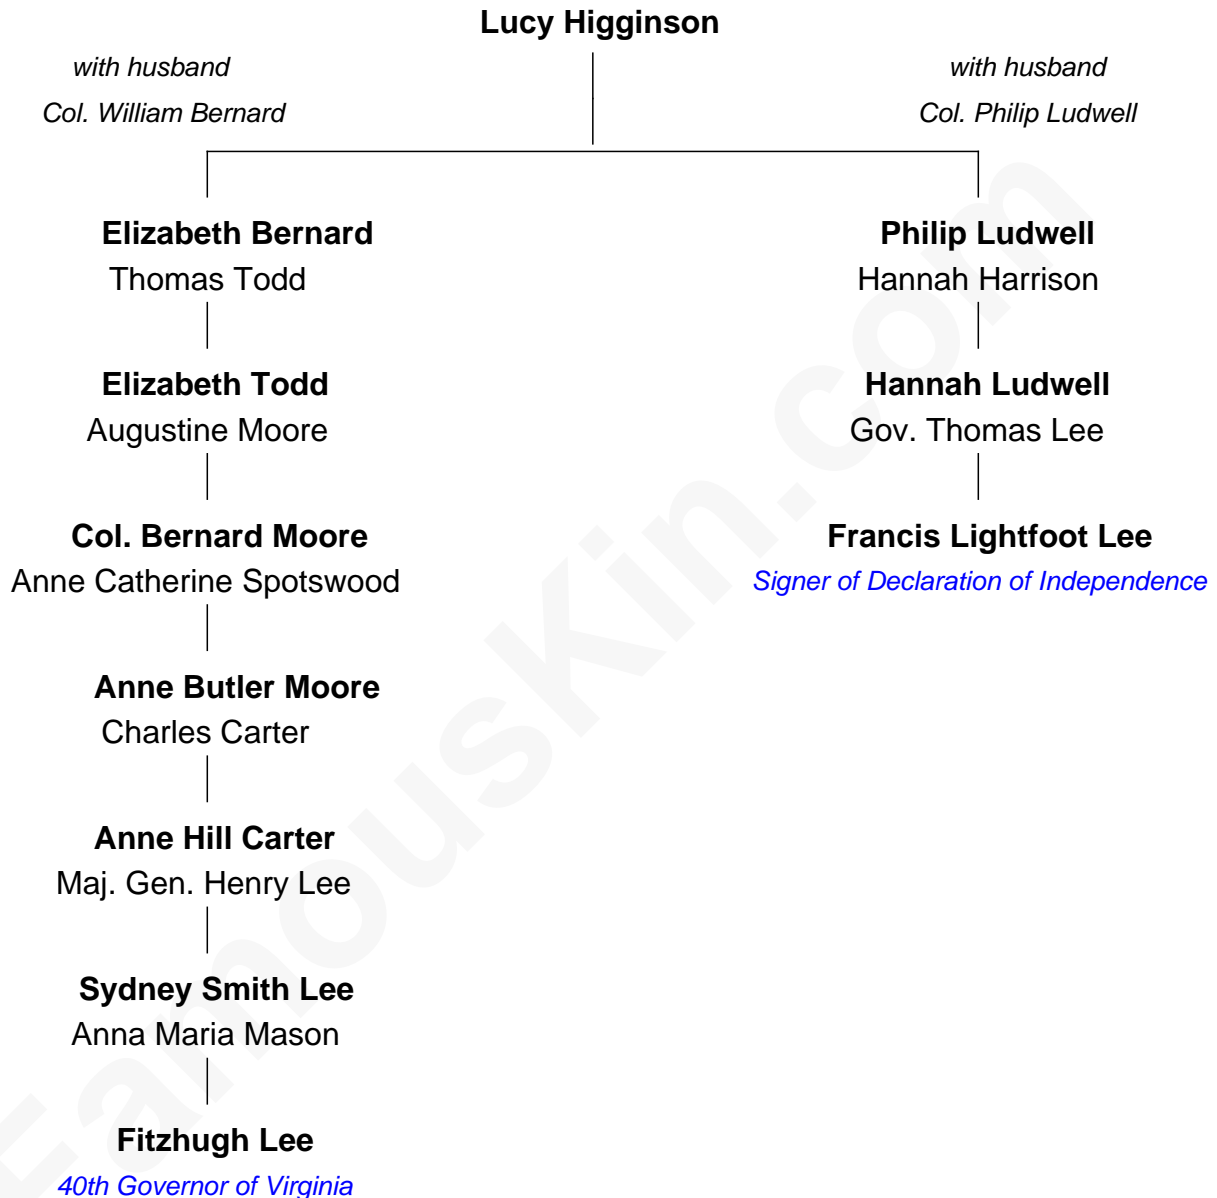 Lucy Higginson
with husband
Col. William Bernard
with husband
Col. Philip Ludwell
Elizabeth Bernard
Thomas Todd
Philip Ludwell
Hannah Harrison
Elizabeth Todd
Augustine Moore
Hannah Ludwell
Gov. Thomas Lee
Col. Bernard Moore
Anne Catherine Spotswood
Francis Lightfoot Lee
Signer of Declaration of Independence
Anne Butler Moore
Charles Carter
Anne Hill Carter
Maj. Gen. Henry Lee
Sydney Smith Lee
Anna Maria Mason
Fitzhugh Lee
40th Governor of Virginia
FamousKin.com